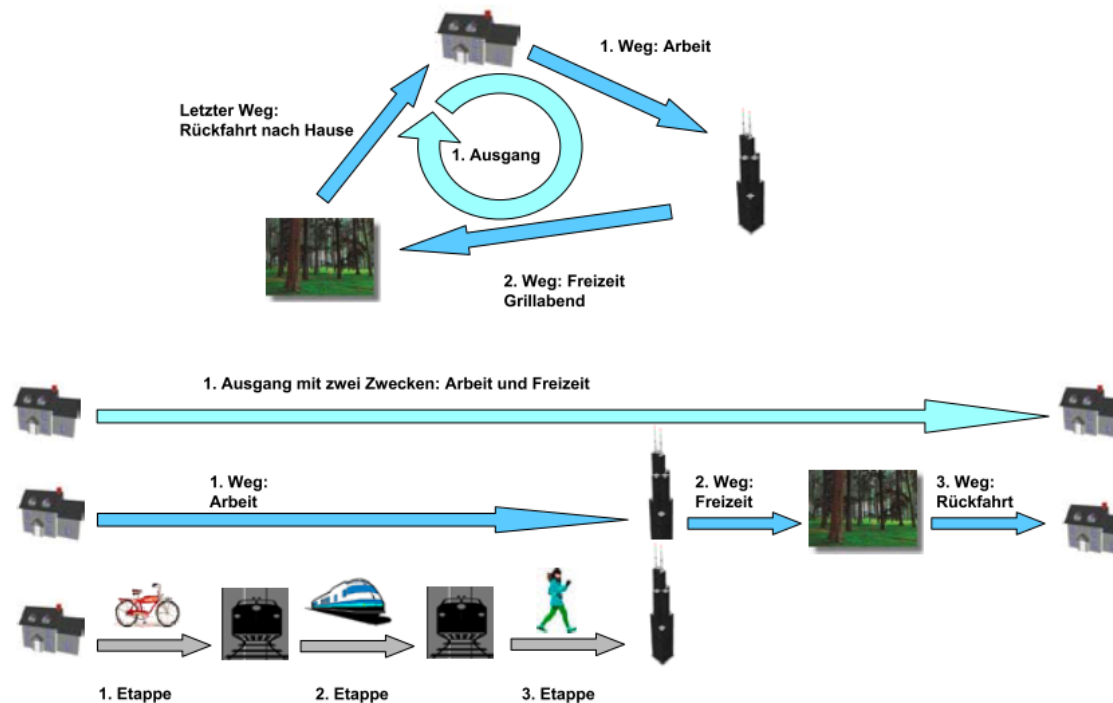 1. Weg: Arbeit
Letzter Weg:
Rückfahrt nach Hause
1. Ausgang
2. Weg: Freizeit
Grillabend
1. Ausgang mit zwei Zwecken: Arbeit und Freizeit
1. Weg:
Arbeit
2. Weg:
Freizeit
3. Weg:
Rückfahrt
1. Etappe
2. Etappe
3. Etappe